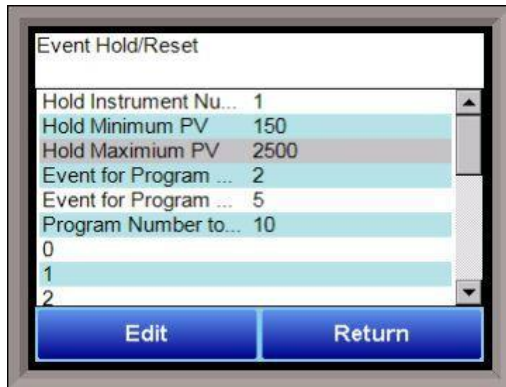 Event Hold/Reset
Hold Instrument Nu... 1
Hold Minimum PV 150
Hold Maximium PV 2500
Event for Program ... 2
Event for Program ... 5
Program Number to... 10
0
1
2
Edit Return